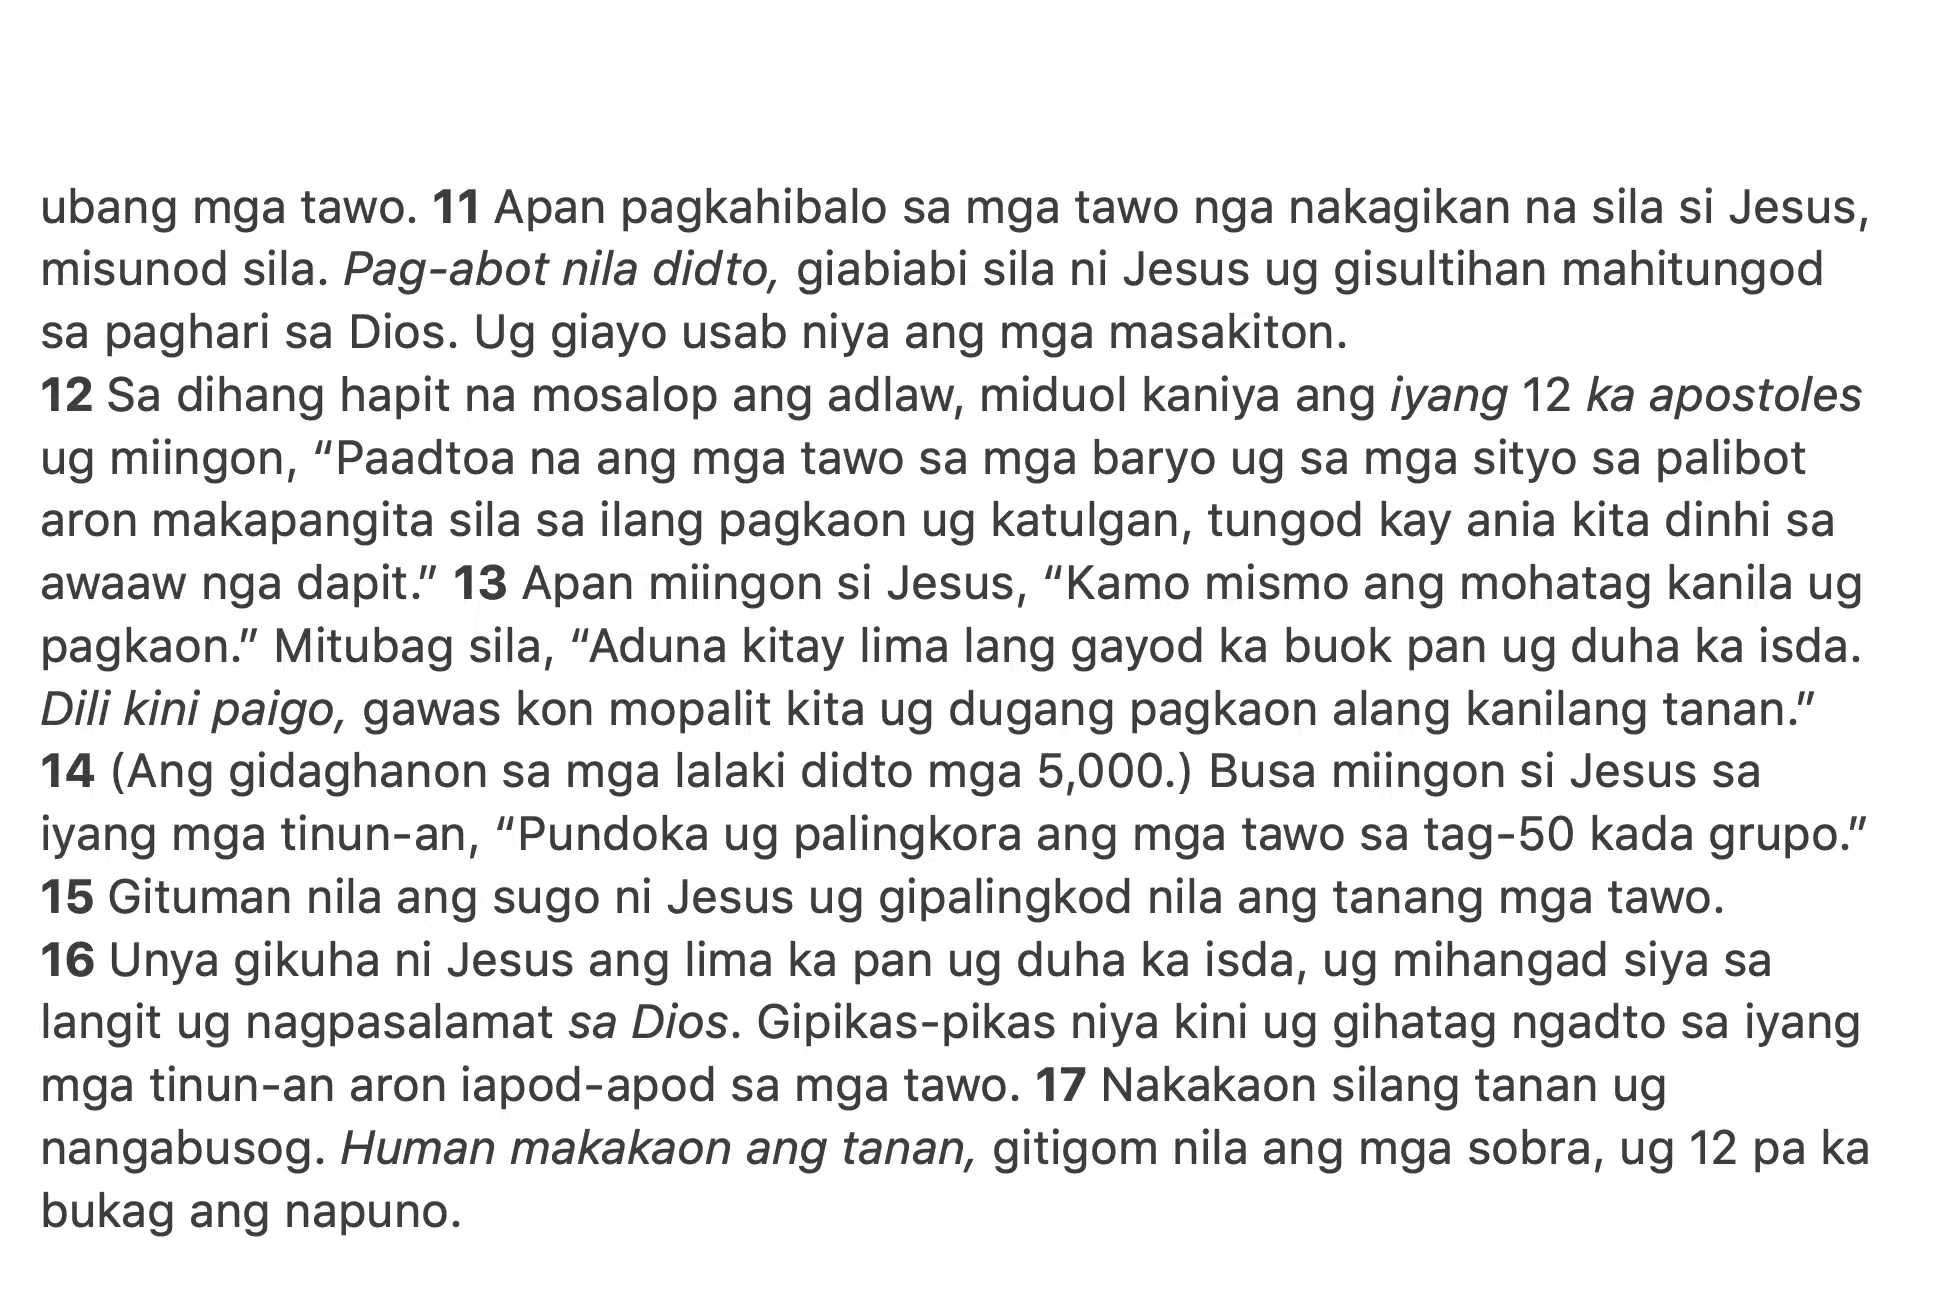 ubang mga tawo. 11 Apan pagkahibalo sa mga tawo nga nakagikan na sila si Jesus,
misunod sila. Pag-abot nila didto, giabiabi sila ni Jesus ug gisultihan mahitungod
sa paghari sa Dios. Ug giayo usab niya ang mga masakiton.
12 Sa dihang hapit na mosalop ang adlaw, miduol kaniya ang iyang 12 ka apostoles
ug miingon, “Paadtoa na ang mga tawo sa mga baryo ug sa mga sityo sa palibot
aron makapangita sila sa ilang pagkaon ug katulgan, tungod kay ania kita dinhi sa
awaaw nga dapit.” 13 Apan miingon si Jesus, “Kamo mismo ang mohatag kanila ug
pagkaon.” Mitubag sila, “Aduna kitay lima lang gayod ka buok pan ug duha ka isda.
Dili kini paigo, gawas kon mopalit kita ug dugang pagkaon alang kanilang tanan.”
14 (Ang gidaghanon sa mga lalaki didto mga 5,000.) Busa miingon si Jesus sa
iyang mga tinun-an, “Pundoka ug palingkora ang mga tawo sa tag-50 kada grupo.”
15 Gituman nila ang sugo ni Jesus ug gipalingkod nila ang tanang mga tawo.
16 Unya gikuha ni Jesus ang lima ka pan ug duha ka isda, ug mihangad siya sa
langit ug nagpasalamat sa Dios. Gipikas-pikas niya kini ug gihatag ngadto sa iyang
mga tinun-an aron iapod-apod sa mga tawo. 17 Nakakaon silang tanan ug
nangabusog. Human makakaon ang tanan, gitigom nila ang mga sobra, ug 12 pa ka
bukag ang napuno.